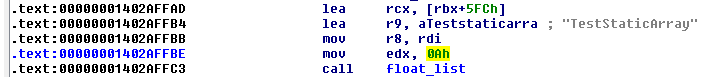 .text:00000001402AFFAD lea rcx, [rbx+5FCh]
.text:00000001402AFFB4 lea r9, aTeststaticarra ; "TestStaticArray"
.text:00000001402AFFBB mov r8, rdi
.text:00000001402AFFBE mov edx, 0Ah
.text:00000001402AFFC3 call float_list